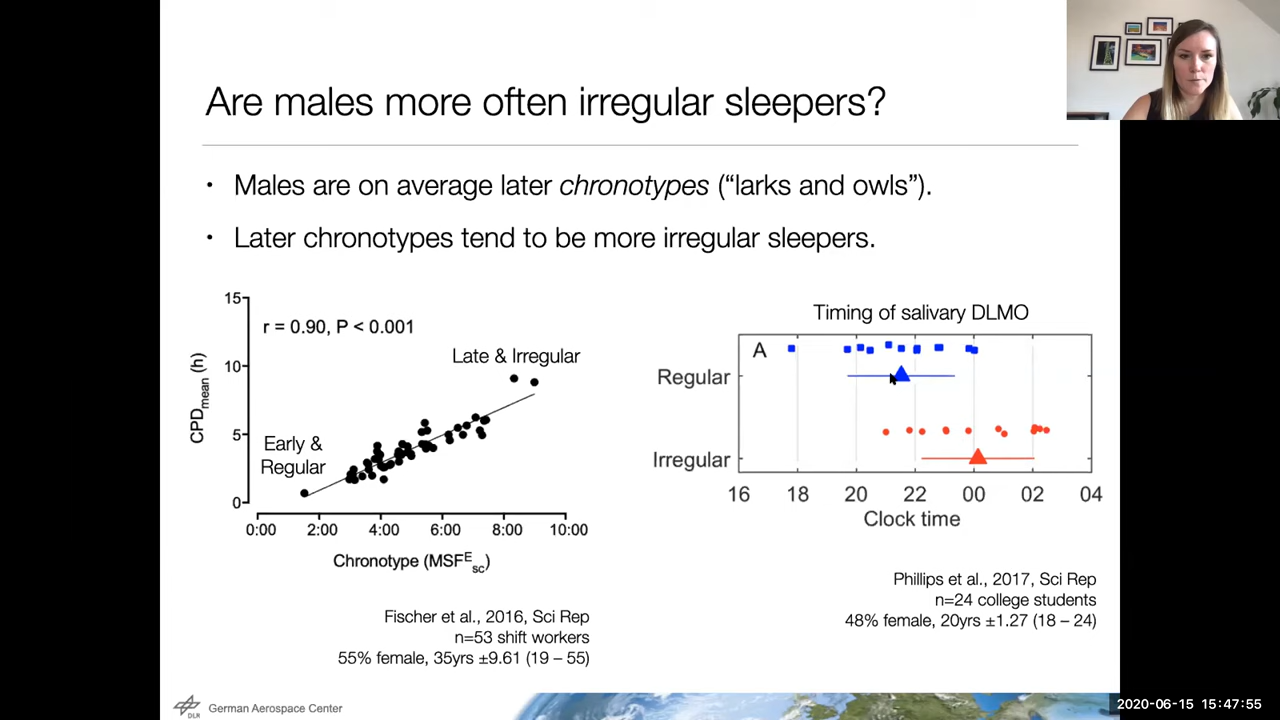 Are males more often irregular sleepers?
• Males are on average later chronotypes (“larks and owls”).
• Later chronotypes tend to be more irregular sleepers.
15
10
5
0
CPDmean (h)
r = 0.90, P < 0.001
Late & Irregular
Early &
Regular
0:00 2:00 4:00 6:00 8:00 10:00
Chronotype (MSFEsc)
Fischer et al., 2016, Sci Rep
n=53 shift workers
55% female, 35yrs ±9.61 (19 – 55)
Timing of salivary DLMO
A
Regular
Irregular
16 18 20 22 00 02 04
Clock time
Phillips et al., 2017, Sci Rep
n=24 college students
48% female, 20yrs ±1.27 (18 – 24)
DLR
German Aerospace Center
2020-06-15 15:47:55